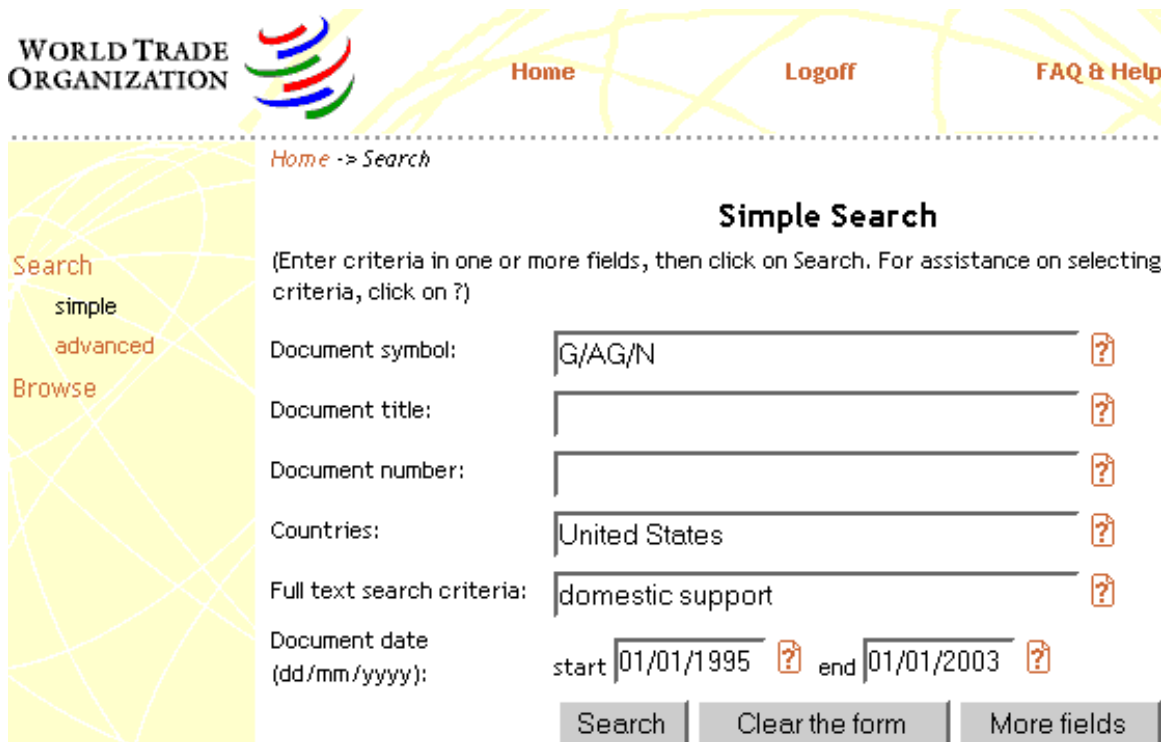 WORLD TRADE
ORGANIZATION
Home
Logoff
FAQ & Help
Home -> Search
Simple Search
Search
simple
advanced
Browse
(Enter criteria in one or more fields, then click on Search. For assistance on selecting
criteria, click on ?)
Document symbol:
G/AG/N
?
Document title:
?
Document number:
?
Countries:
United States
?
Full text search criteria:
domestic support
?
Document date
(dd/mm/yyyy):
start 01/01/1995 ? end 01/01/2003 ?
Search
Clear the form
More fields